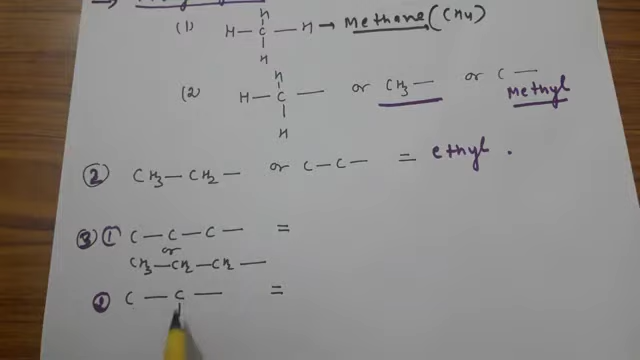 (1) H — C — H → Methane (CH4)
H
H
(2) H — C — or CH3 — or C —
H
H
Methyl
② CH3 — CH2 — or C — C — = ethyl .
③ ① C — C — C — =
or
CH3 — CH2 — CH2 —
② C — C — =